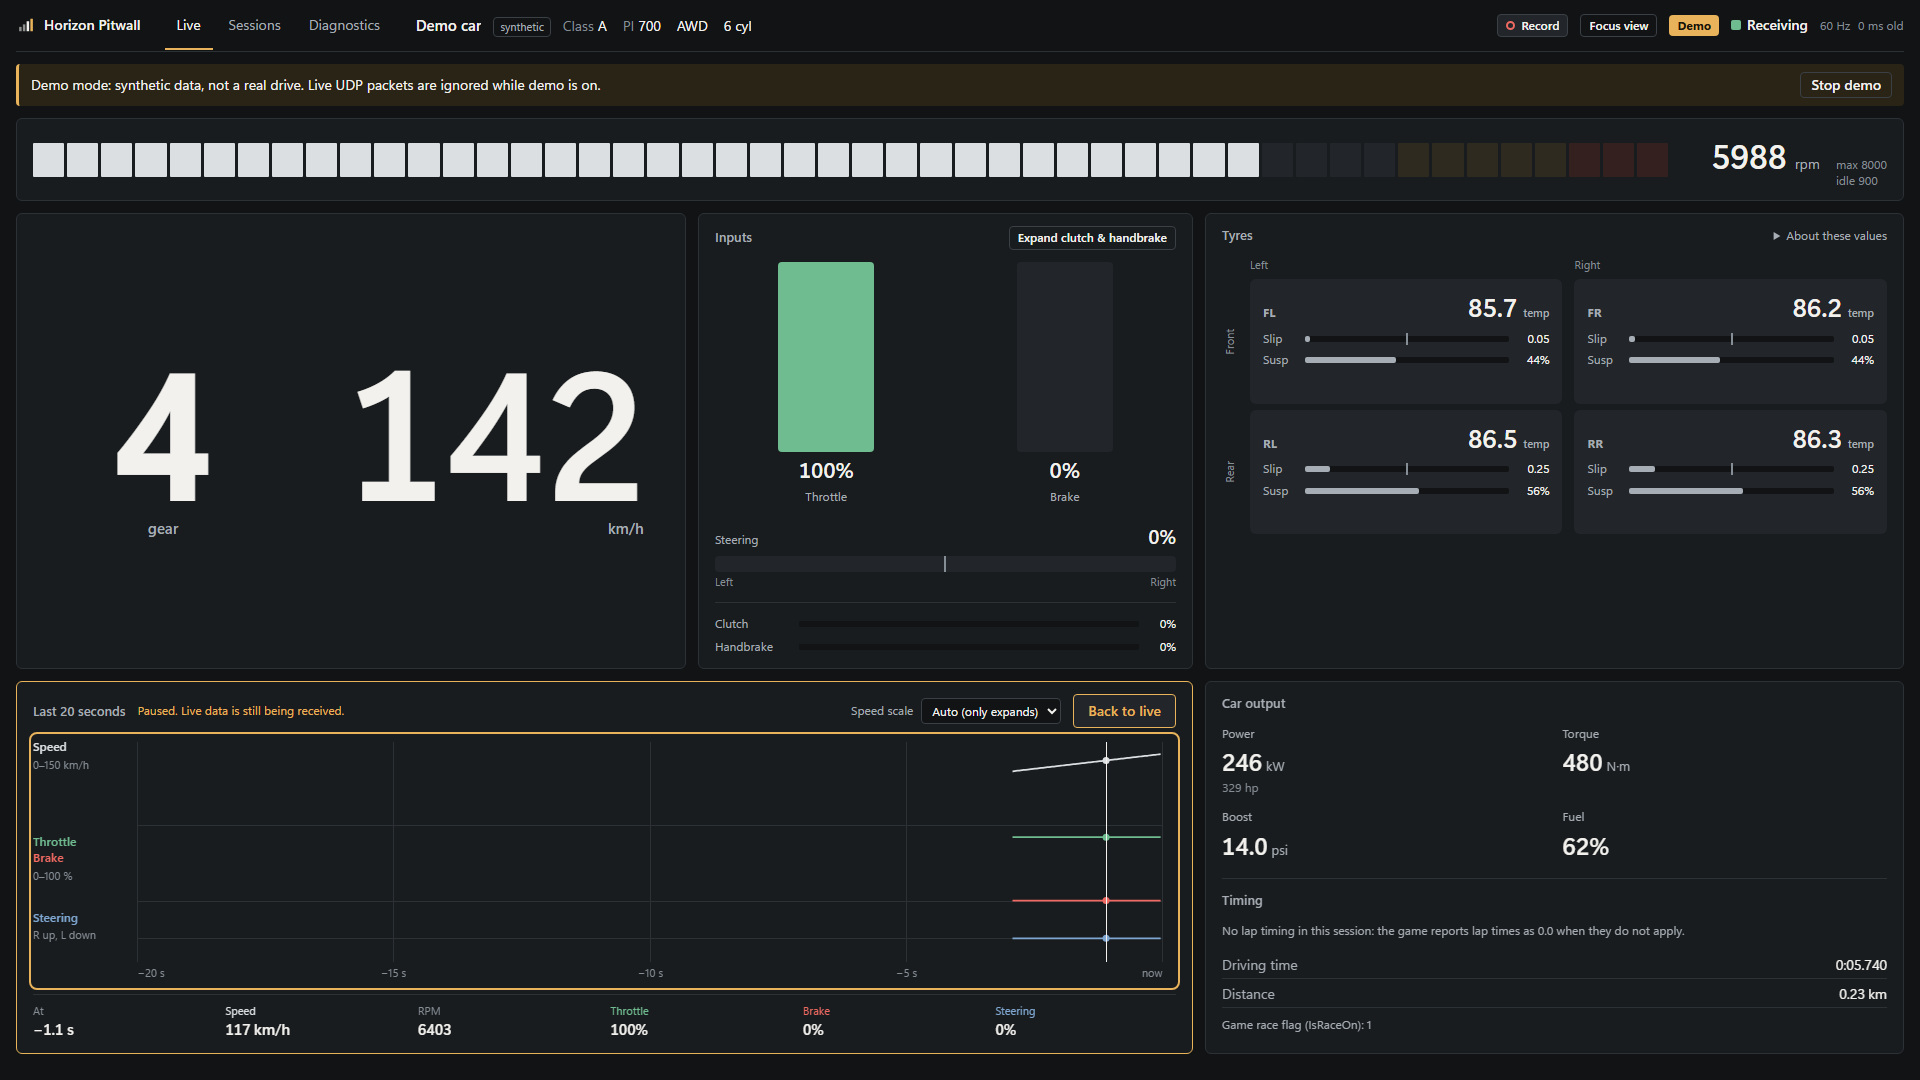 Horizon Pitwall
Live
Sessions
Diagnostics
Demo car
synthetic
Class A
PI 700
AWD
6 cyl
Record
Focus view
Demo
Receiving
60 Hz
0 ms old
Demo mode: synthetic data, not a real drive. Live UDP packets are ignored while demo is on.
Stop demo
5988 rpm
max 8000
idle 900
4
gear
142
km/h
Inputs
Expand clutch & handbrake
100%
Throttle
0%
Brake
Steering
0%
Left
Right
Clutch
0%
Handbrake
0%
Tyres
About these values
Left
Right
Front
FL
85.7 temp
Slip
0.05
Susp
44%
FR
86.2 temp
Slip
0.05
Susp
44%
Rear
RL
86.5 temp
Slip
0.25
Susp
56%
RR
86.3 temp
Slip
0.25
Susp
56%
Last 20 seconds
Paused. Live data is still being received.
Speed scale
Auto (only expands)
Back to live
Speed
0–150 km/h
Throttle
Brake
0–100 %
Steering
R up, L down
−20 s
−15 s
−10 s
−5 s
now
At
−1.1 s
Speed
117 km/h
RPM
6403
Throttle
100%
Brake
0%
Steering
0%
Car output
Power
246 kW
329 hp
Torque
480 N·m
Boost
14.0 psi
Fuel
62%
Timing
No lap timing in this session: the game reports lap times as 0.0 when they do not apply.
Driving time
0:05.740
Distance
0.23 km
Game race flag (IsRaceOn): 1